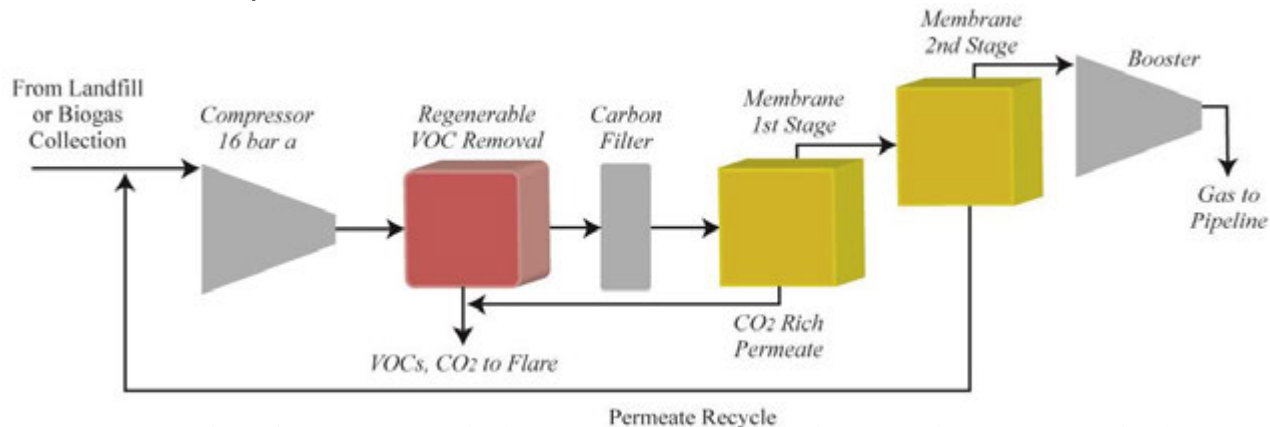 Membrane
2nd Stage
Booster
From Landfill
or Biogas
Collection
Compressor
16 bar a
Regenerable
VOC Removal
Carbon
Filter
Membrane
1st Stage
Gas to
Pipeline
CO2 Rich
Permeate
VOCs, CO2 to Flare
Permeate Recycle